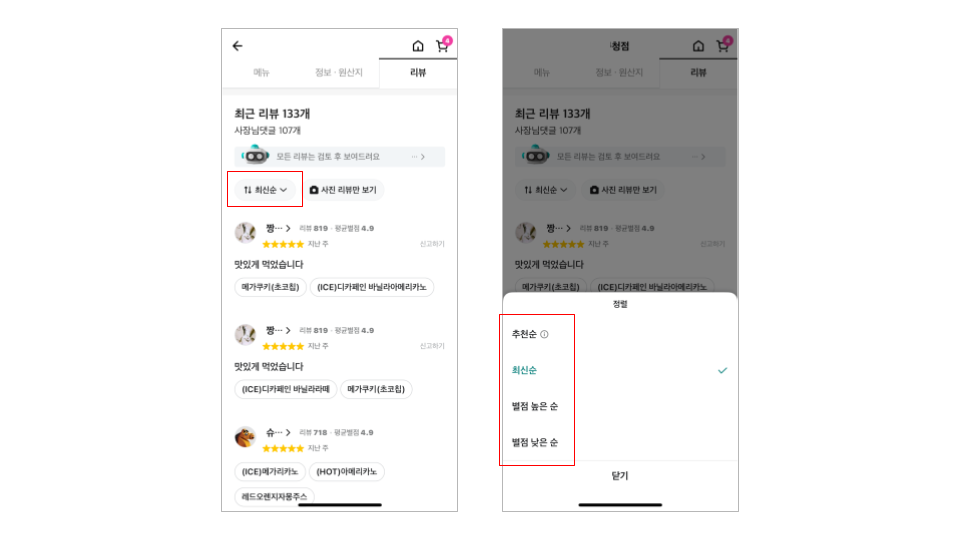 4
메뉴
정보 · 원산지
리뷰
최근 리뷰 133개
사장님댓글 107개
모든 리뷰는 검토 후 보여드려요
최신순
사진 리뷰만 보기
짱···
리뷰 819 · 평균별점 4.9
지난 주
신고하기
맛있게 먹었습니다
메가쿠키(초코칩)
(ICE)디카페인 바닐라아메리카노
짱···
리뷰 819 · 평균별점 4.9
지난 주
신고하기
맛있게 먹었습니다
(ICE)디카페인 바닐라라떼
메가쿠키(초코칩)
슈···
리뷰 718 · 평균별점 4.9
지난 주
(ICE)메가리카노
(HOT)아메리카노
레드오렌지자몽주스
청점
4
메뉴
정보 · 원산지
리뷰
최근 리뷰 133개
사장님댓글 107개
모든 리뷰는 검토 후 보여드려요
최신순
사진 리뷰만 보기
짱···
리뷰 819 · 평균별점 4.9
지난 주
신고하기
맛있게 먹었습니다
메가쿠키(초코칩)
(ICE)디카페인 바닐라아메리카노
정렬
추천순
최신순
별점 높은 순
별점 낮은 순
닫기